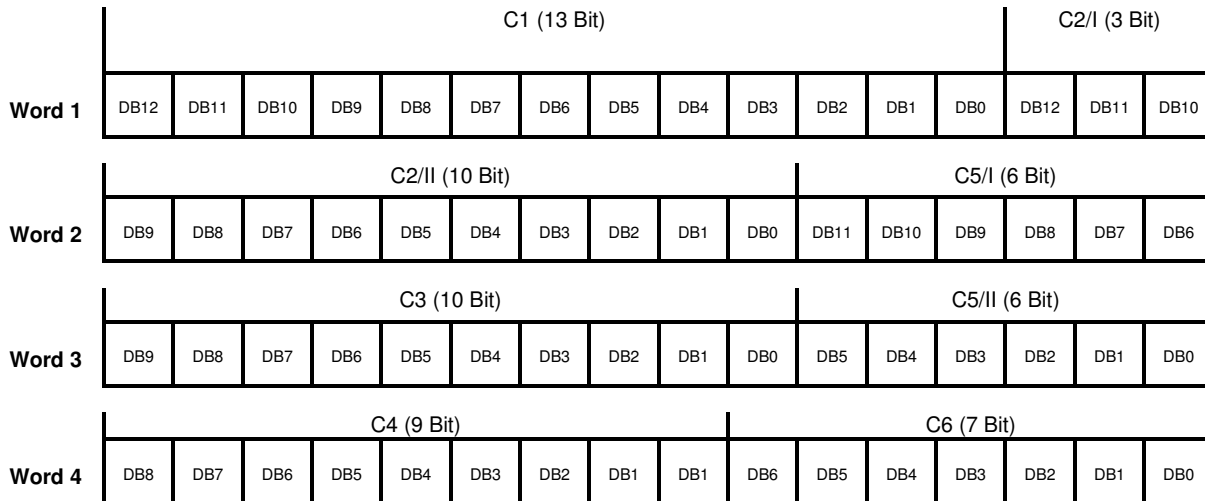 C1 (13 Bit) C2/I (3 Bit)
Word 1 DB12 DB11 DB10 DB9 DB8 DB7 DB6 DB5 DB4 DB3 DB2 DB1 DB0 DB12 DB11 DB10
C2/II (10 Bit) C5/I (6 Bit)
Word 2 DB9 DB8 DB7 DB6 DB5 DB4 DB3 DB2 DB1 DB0 DB11 DB10 DB9 DB8 DB7 DB6
C3 (10 Bit) C5/II (6 Bit)
Word 3 DB9 DB8 DB7 DB6 DB5 DB4 DB3 DB2 DB1 DB0 DB5 DB4 DB3 DB2 DB1 DB0
C4 (9 Bit) C6 (7 Bit)
Word 4 DB8 DB7 DB6 DB5 DB4 DB3 DB2 DB1 DB1 DB6 DB5 DB4 DB3 DB2 DB1 DB0